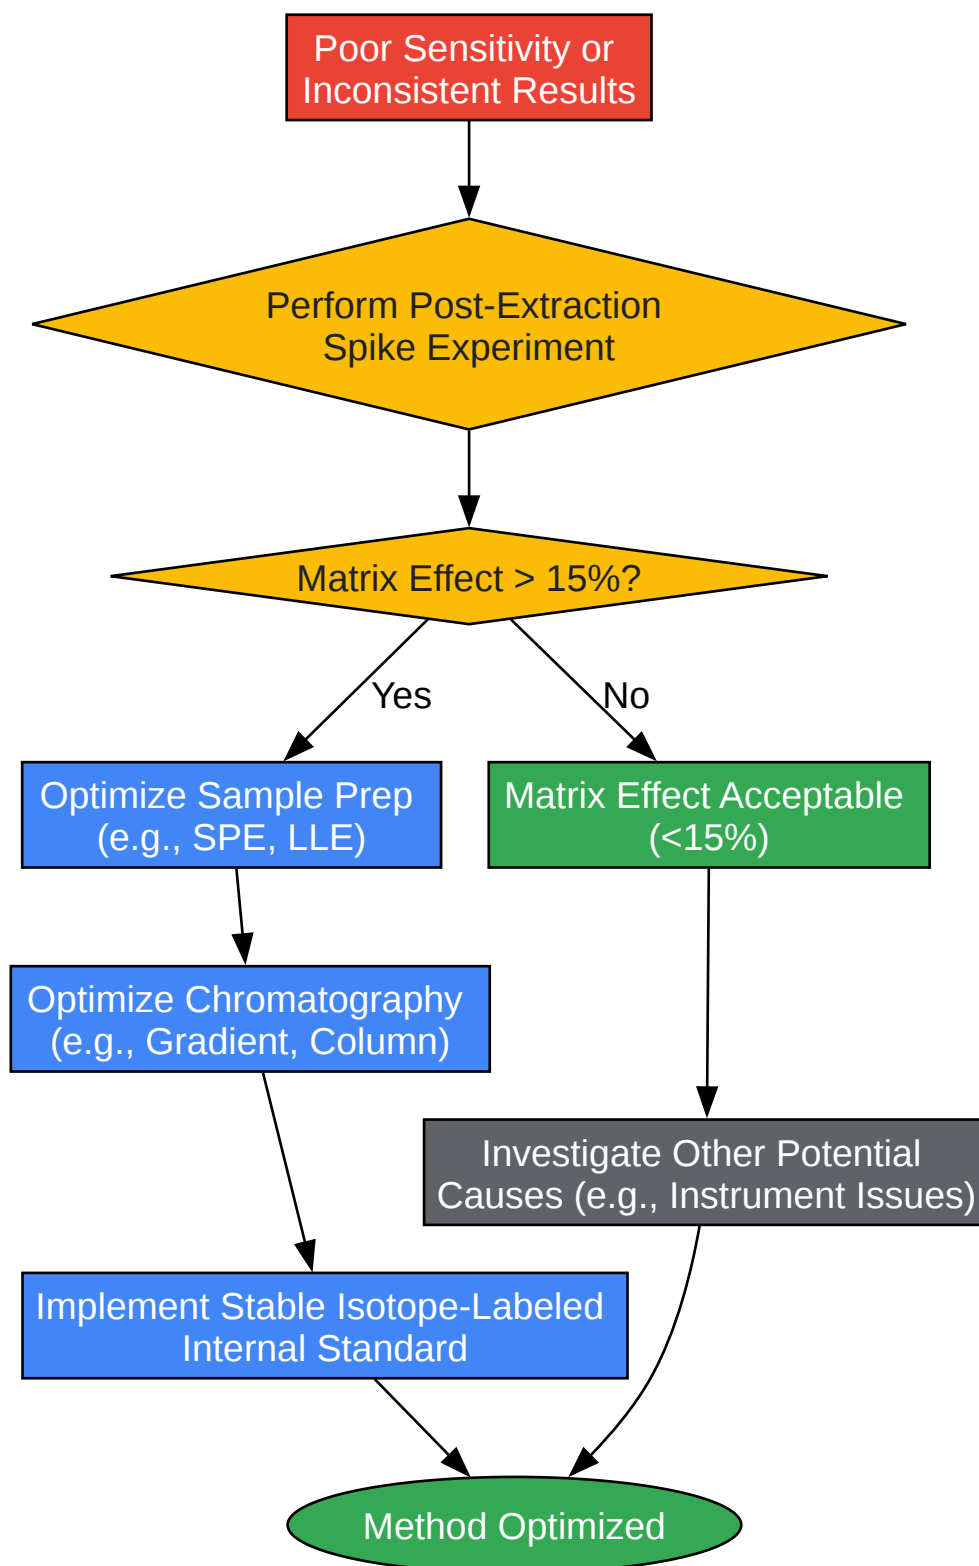 Poor Sensitivity or
Inconsistent Results
Perform Post-Extraction
Spike Experiment
Matrix Effect > 15%?
Yes
No
Optimize Sample Prep
(e.g., SPE, LLE)
Matrix Effect Acceptable
(<15%)
Optimize Chromatography
(e.g., Gradient, Column)
Investigate Other Potential
Causes (e.g., Instrument Issues)
Implement Stable Isotope-Labeled
Internal Standard
Method Optimized